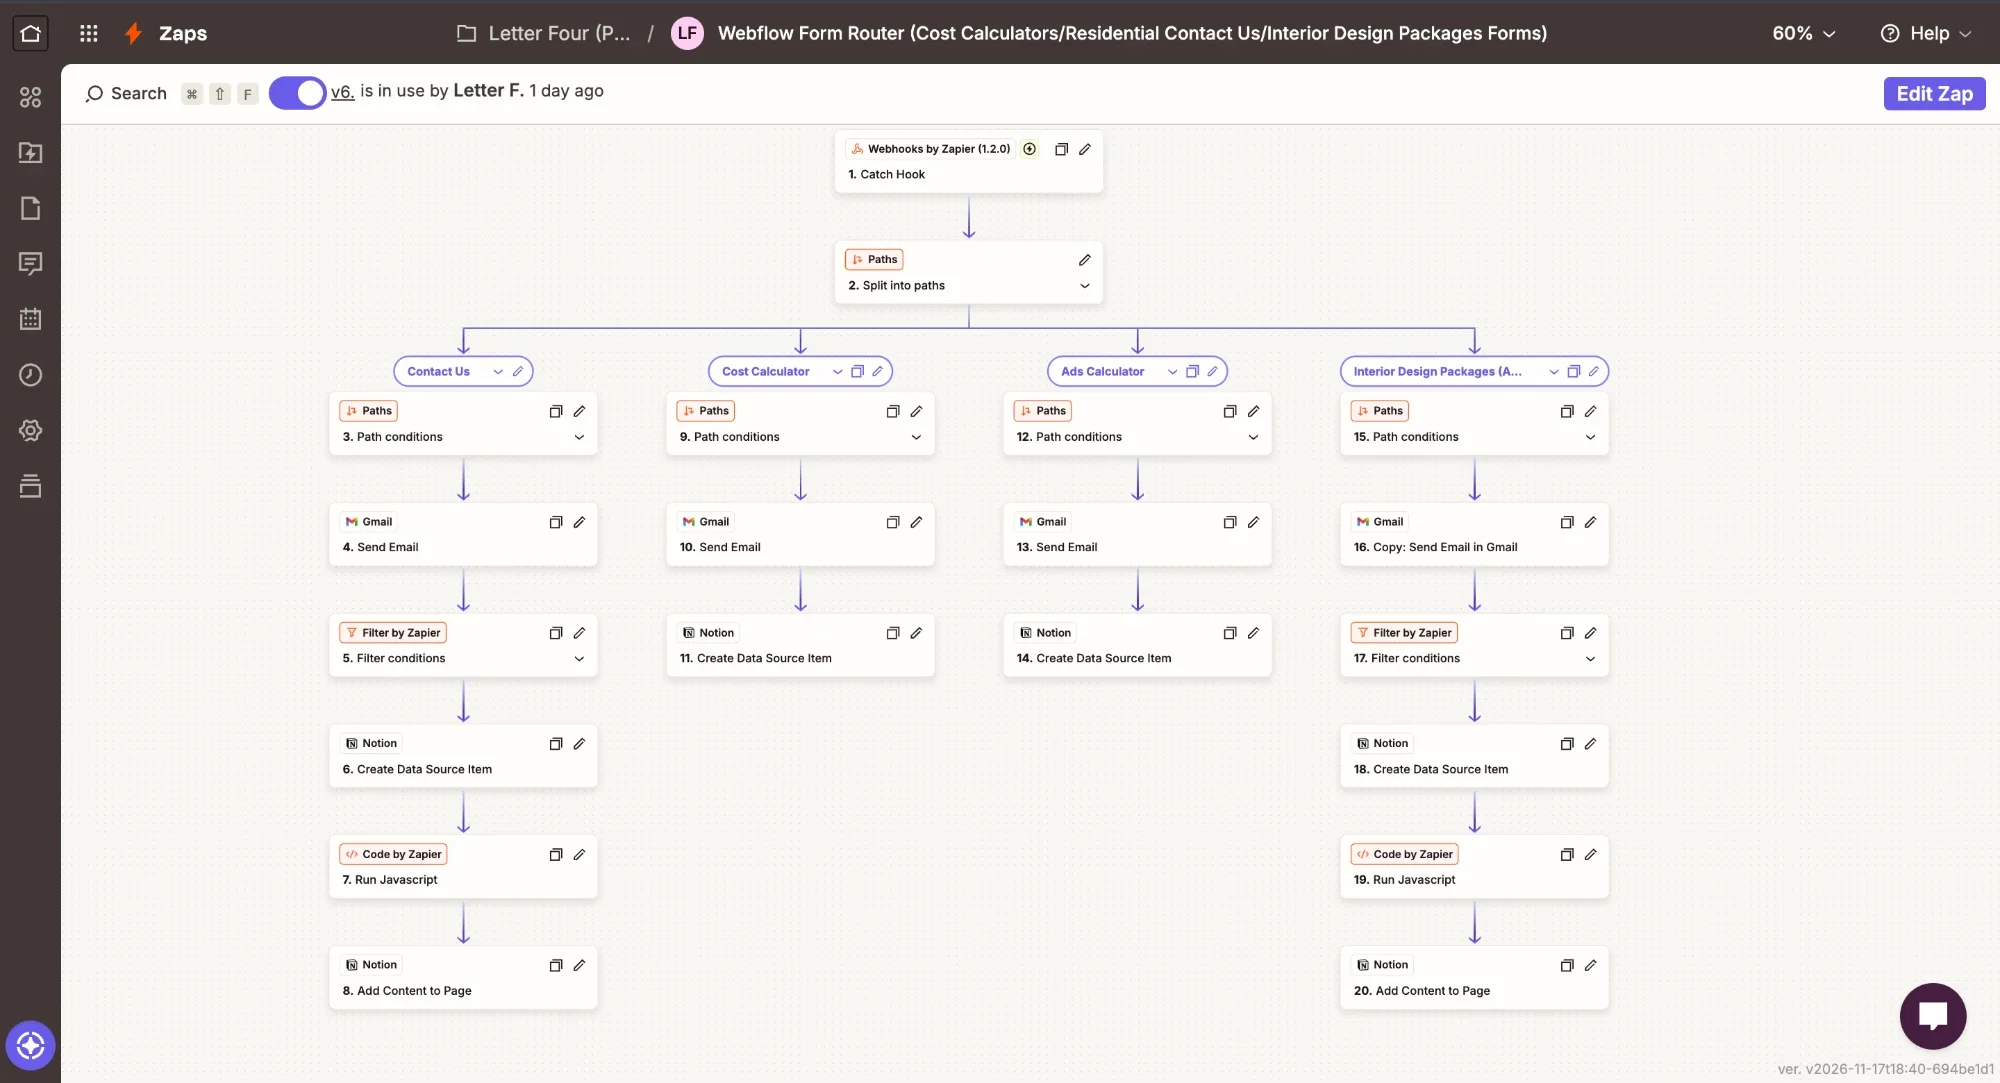 Zaps
Letter Four (P... / LF Webflow Form Router (Cost Calculators/Residential Contact Us/Interior Design Packages Forms)
60%
Help
Search ⌘ ⇧ F
v6. is in use by Letter F. 1 day ago
Edit Zap
Webhooks by Zapier (1.2.0)
1. Catch Hook
Paths
2. Split into paths
Contact Us
Cost Calculator
Ads Calculator
Interior Design Packages (A...
Paths
3. Path conditions
Paths
9. Path conditions
Paths
12. Path conditions
Paths
15. Path conditions
Gmail
4. Send Email
Gmail
10. Send Email
Gmail
13. Send Email
Gmail
16. Copy: Send Email in Gmail
Filter by Zapier
5. Filter conditions
Notion
11. Create Data Source Item
Notion
14. Create Data Source Item
Filter by Zapier
17. Filter conditions
Notion
6. Create Data Source Item
Notion
18. Create Data Source Item
Code by Zapier
7. Run Javascript
Code by Zapier
19. Run Javascript
Notion
8. Add Content to Page
Notion
20. Add Content to Page
ver. v2026-11-17t18:40-694be1d1